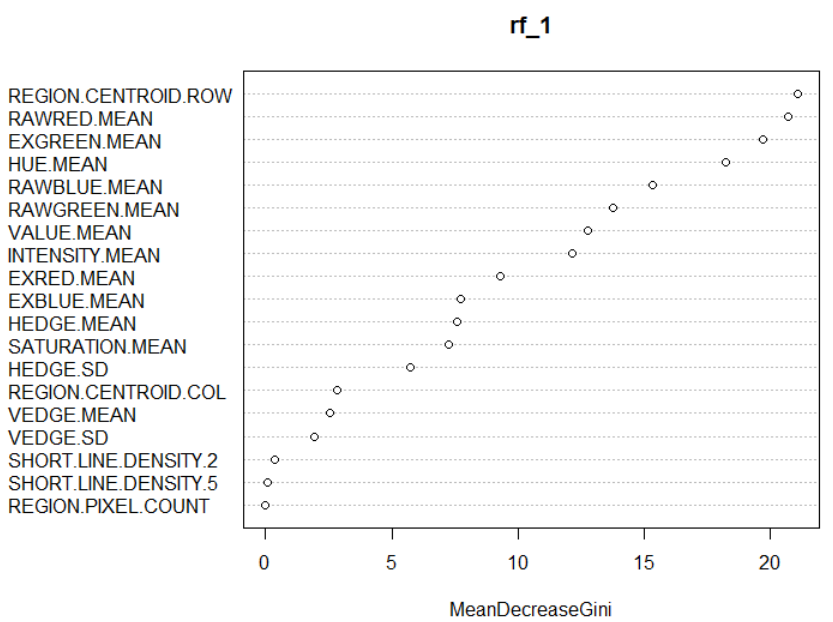 rf_1
REGION.CENTROID.ROW
RAWRED.MEAN
EXGREEN.MEAN
HUE.MEAN
RAWBLUE.MEAN
RAWGREEN.MEAN
VALUE.MEAN
INTENSITY.MEAN
EXRED.MEAN
EXBLUE.MEAN
HEDGE.MEAN
SATURATION.MEAN
HEDGE.SD
REGION.CENTROID.COL
VEDGE.MEAN
VEDGE.SD
SHORT.LINE.DENSITY.2
SHORT.LINE.DENSITY.5
REGION.PIXEL.COUNT
0 5 10 15 20
MeanDecreaseGini